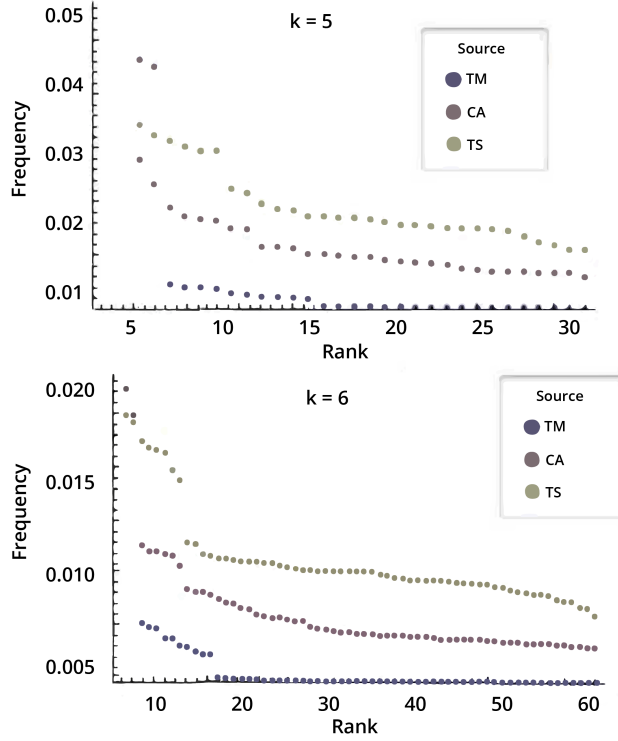 k = 5
Frequency
0.05
0.04
0.03
0.02
0.01
Source
TM
CA
TS
5 10 15 20 25 30
Rank
k = 6
Frequency
0.020
0.015
0.010
0.005
Source
TM
CA
TS
10 20 30 40 50 60
Rank